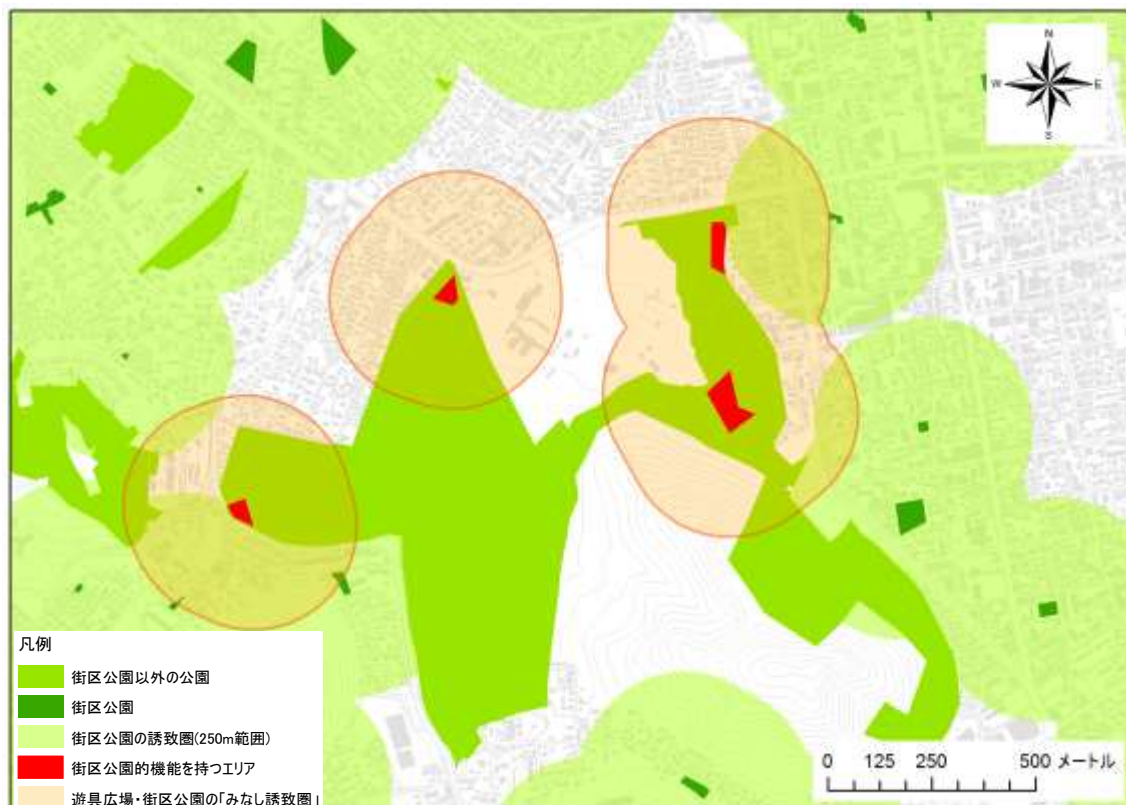 N
W E
S
凡例
街区公園以外の公園
街区公園
街区公園の誘致圏(250m範囲)
街区公園的機能を持つエリア
遊具広場・街区公園の「みなし誘致圏」
0 125 250 500 メートル